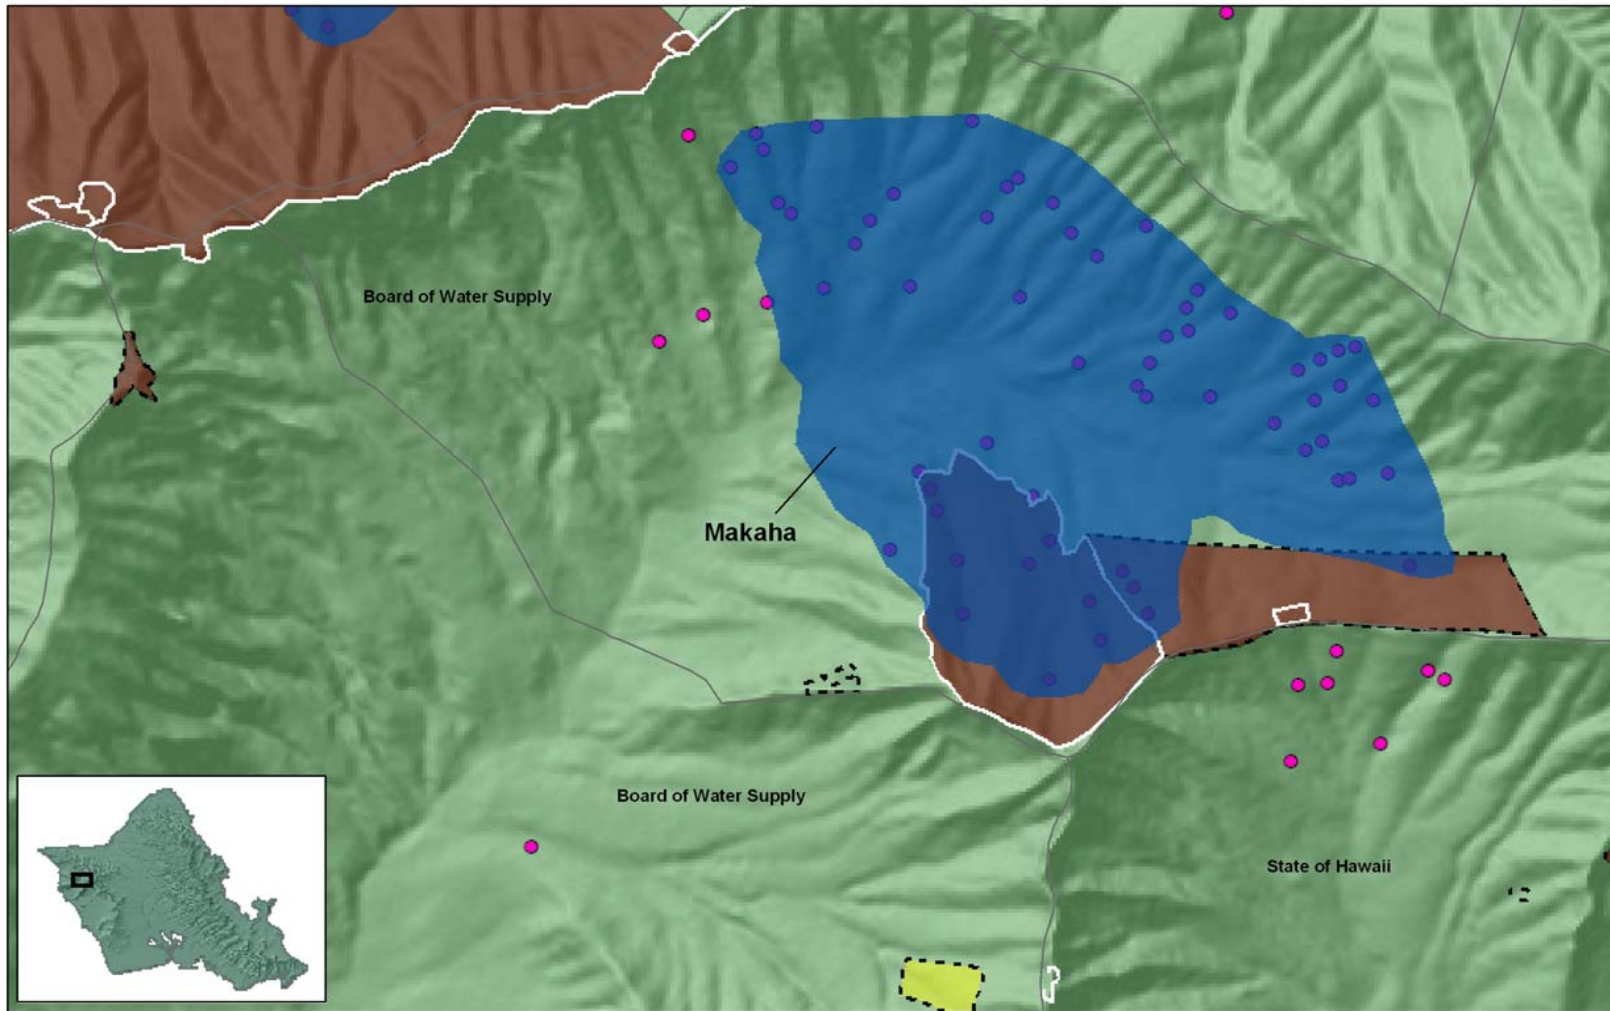 Board of Water Supply
Makaha
Board of Water Supply
State of Hawaii